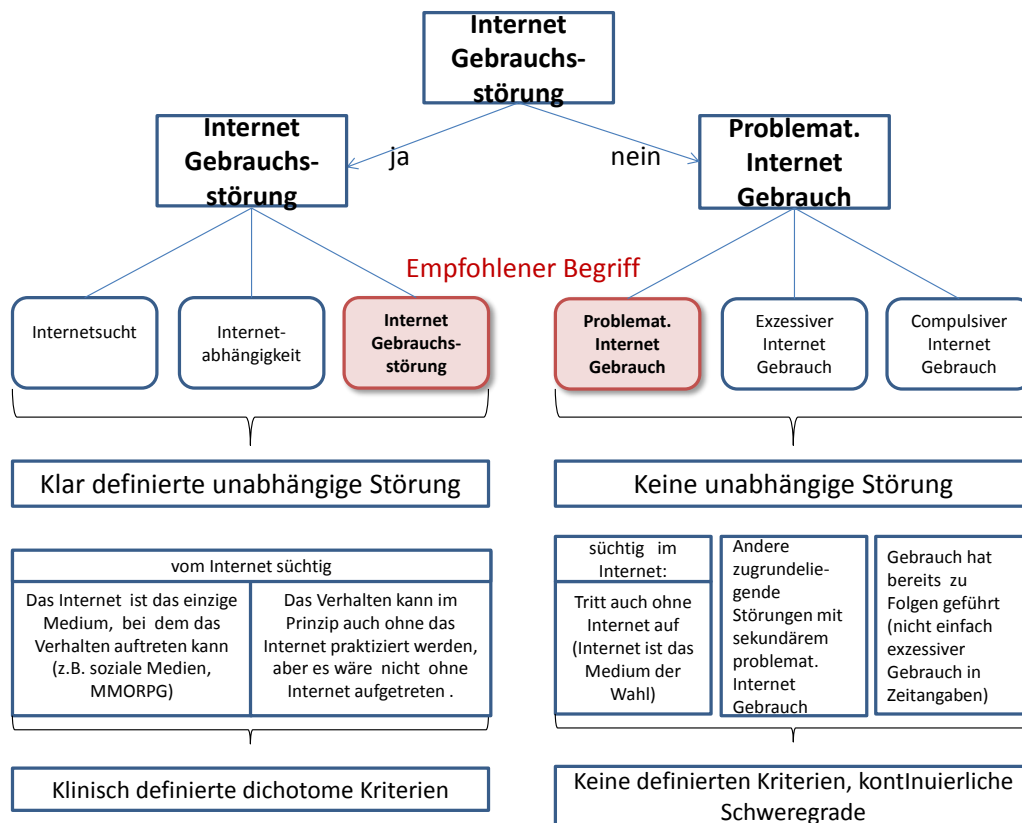 Internet
Gebrauchs-
störung
Internet
Gebrauchs-
störung
ja
nein
Problemat.
Internet
Gebrauch
Empfohlener Begriff
Internetsucht
Internet-
abhängigkeit
Internet
Gebrauchs-
störung
Problemat.
Internet
Gebrauch
Exzessiver
Internet
Gebrauch
Compulsiver
Internet
Gebrauch
Klar definierte unabhängige Störung
Keine unabhängige Störung
vom Internet süchtig
Das Internet ist das einzige
Medium, bei dem das
Verhalten auftreten kann
(z.B. soziale Medien,
MMORPG)
Das Verhalten kann im
Prinzip auch ohne das
Internet praktiziert werden,
aber es wäre nicht ohne
Internet aufgetreten .
süchtig im
Internet:
Tritt auch ohne
Internet auf
(Internet ist das
Medium der
Wahl)
Andere
zugrundelie-
gende
Störungen mit
sekundärem
problemat.
Internet
Gebrauch
Gebrauch hat
bereits zu
Folgen geführt
(nicht einfach
exzessiver
Gebrauch in
Zeitangaben)
Klinisch definierte dichotome Kriterien
Keine definierten Kriterien, kontInuierliche
Schweregrade